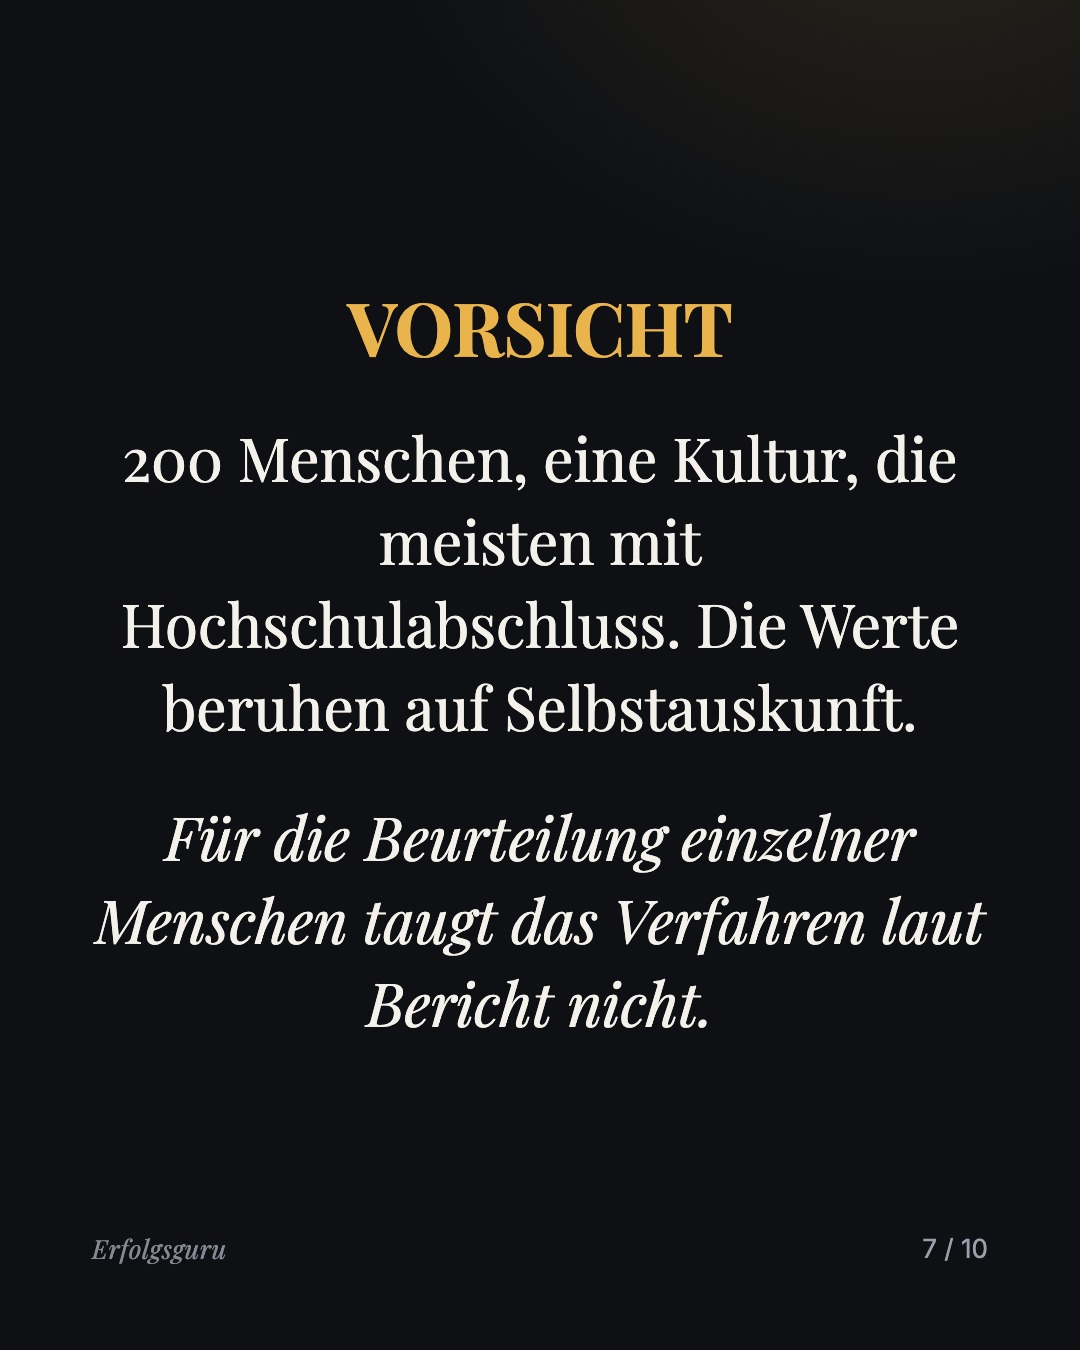 VORSICHT
200 Menschen, eine Kultur, die
meisten mit
Hochschulabschluss. Die Werte
beruhen auf Selbstauskunft.
Für die Beurteilung einzelner
Menschen taugt das Verfahren laut
Bericht nicht.
Erfolgsguru
7 / 10